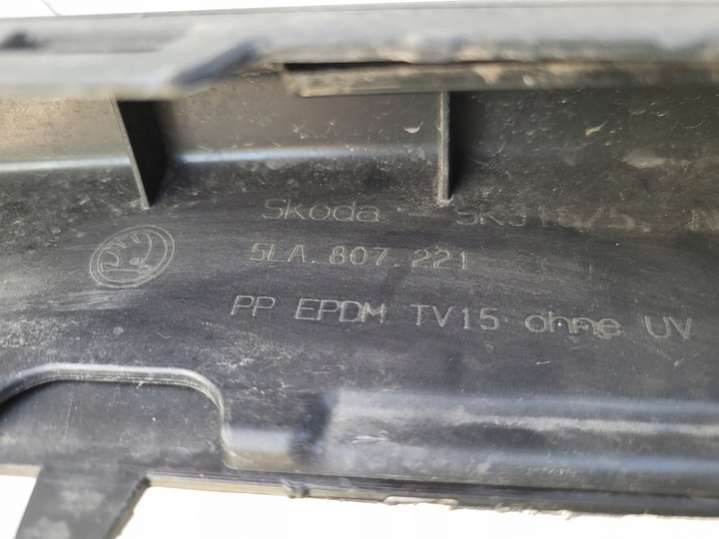 Skoda
5LA.807.221
PP EPDM TV15 ohne UV